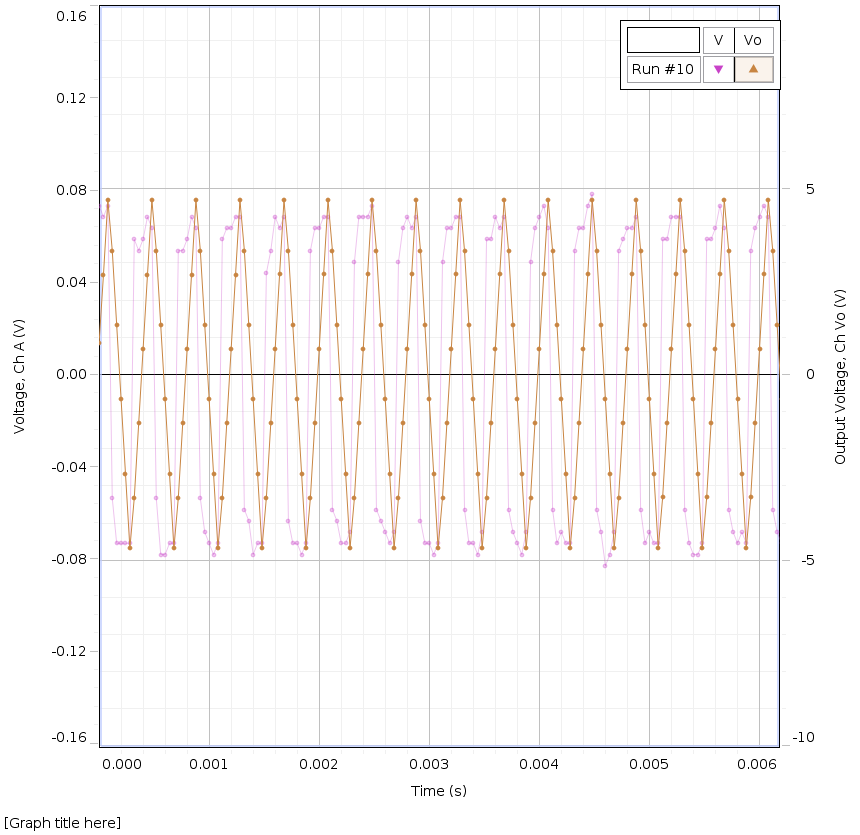 0.16
0.12
0.08
0.04
0.00
-0.04
-0.08
-0.12
-0.16
Voltage, Ch A (V)
V Vo
Run #10
5
0
-5
-10
Output Voltage, Ch Vo (V)
0.000 0.001 0.002 0.003 0.004 0.005 0.006
Time (s)
[Graph title here]